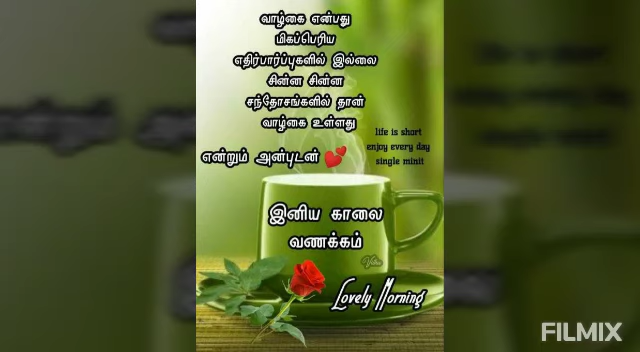 வாழ்கை என்பது
மிகப்பெரிய
எதிர்பார்ப்புகளில் இல்லை
சின்ன சின்ன
சந்தோசங்களில் தான்
வாழ்கை உள்ளது
life is short
enjoy every day
single minit
என்றும் அன்புடன்
இனிய காலை
வணக்கம்
Lovely Morning
FILMIX